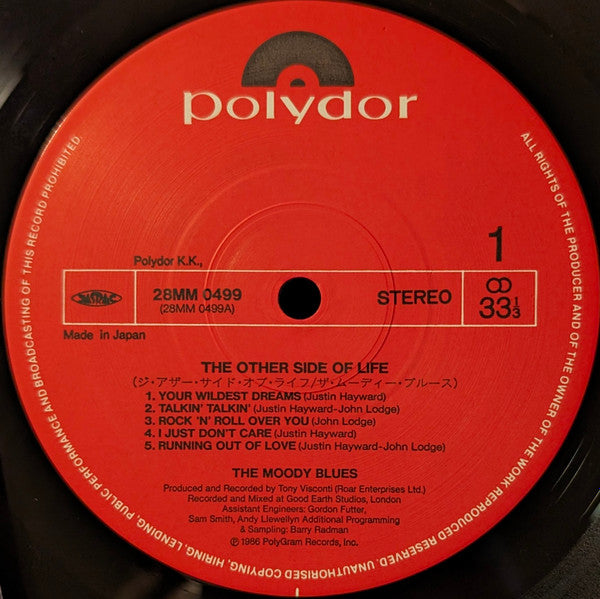 polydor
1
Polydor K.K.,
28MM 0499
(28MM 0499A)
STEREO
33 1/3
Made in Japan
THE OTHER SIDE OF LIFE
(ジ・アザー・サイド・オブ・ライフ/ザ・ムーディー・ブルース)
1. YOUR WILDEST DREAMS (Justin Hayward)
2. TALKIN' TALKIN' (Justin Hayward-John Lodge)
3. ROCK 'N' ROLL OVER YOU (John Lodge)
4. I JUST DON'T CARE (Justin Hayward)
5. RUNNING OUT OF LOVE (Justin Hayward-John Lodge)
THE MOODY BLUES
Produced and Recorded by Tony Visconti (Roar Enterprises Ltd.)
Recorded and Mixed at Good Earth Studios, London
Assistant Engineers: Gordon Futter,
Sam Smith, Andy Llewellyn Additional Programming
& Sampling: Barry Radman
℗ 1986 PolyGram Records, Inc.
ALL RIGHTS OF THE PRODUCER AND OF THE OWNER OF THE WORK REPRODUCED RESERVED. UNAUTHORISED COPYING, HIRING, LENDING, PUBLIC PERFORMANCE AND BROADCASTING OF THIS RECORD PROHIBITED.